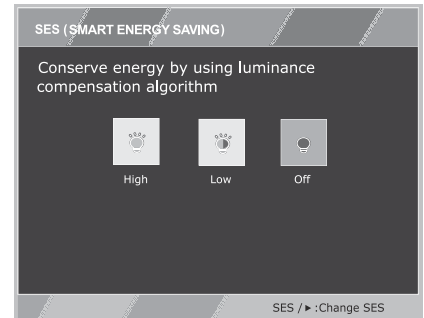 SES (SMART ENERGY SAVING)
Conserve energy by using luminance
compensation algorithm
High Low Off
SES / ► :Change SES